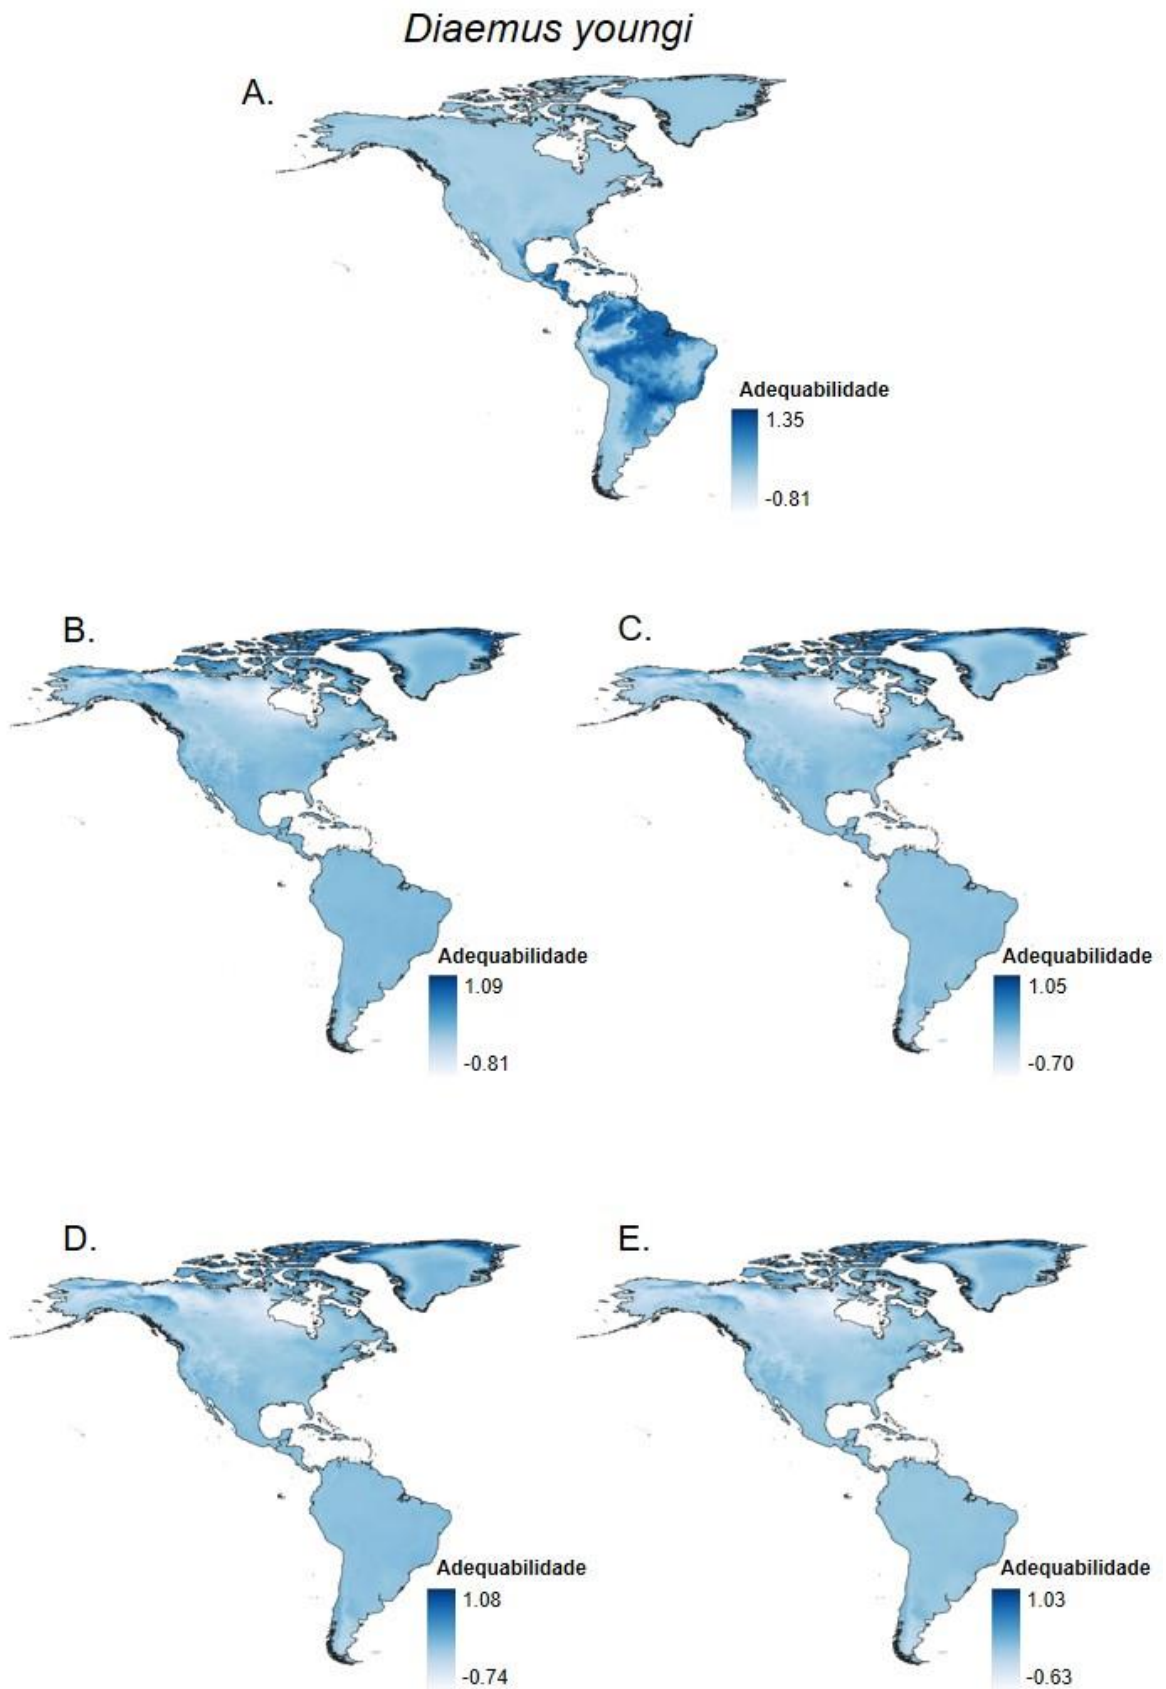 Diaemus youngi
A.
Adequabilidade
1.35
-0.81
B.
C.
Adequabilidade
1.09
-0.81
Adequabilidade
1.05
-0.70
D.
E.
Adequabilidade
1.08
-0.74
Adequabilidade
1.03
-0.63